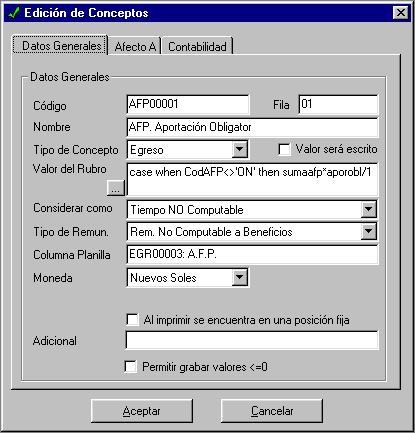 Edición de Conceptos
Datos Generales Afecto A Contabilidad
Datos Generales
Código AFP00001 Fila 01
Nombre AFP. Aportación Obligator
Tipo de Concepto Egreso Valor será escrito
Valor del Rubro case when CodAFP<>'ON' then sumaafp*aporobl/1
...
Considerar como Tiempo NO Computable
Tipo de Remun. Rem. No Computable a Beneficios
Columna Planilla EGR00003: A.F.P.
Moneda Nuevos Soles
Al imprimir se encuentra en una posición fija
Adicional
Permitir grabar valores <=0
Aceptar Cancelar